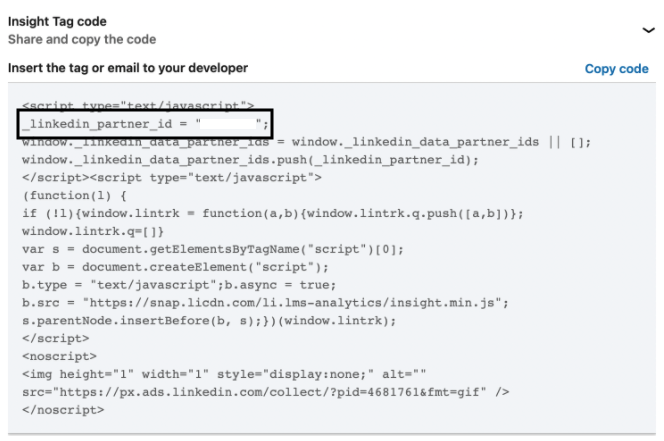 Insight Tag code
Share and copy the code
Insert the tag or email to your developer
Copy code
<script type="text/javascript">
_linkedin_partner_id = "        ";
window._linkedin_data_partner_ids = window._linkedin_data_partner_ids || [];
window._linkedin_data_partner_ids.push(_linkedin_partner_id);
</script><script type="text/javascript">
(function(l) {
if (!l){window.lintrk = function(a,b){window.lintrk.q.push([a,b])};
window.lintrk.q=[]}
var s = document.getElementsByTagName("script")[0];
var b = document.createElement("script");
b.type = "text/javascript";b.async = true;
b.src = "https://snap.licdn.com/li.lms-analytics/insight.min.js";
s.parentNode.insertBefore(b, s);})(window.lintrk);
</script>
<noscript>
<img height="1" width="1" style="display:none;" alt=""
src="https://px.ads.linkedin.com/collect/?pid=4681761&fmt=gif" />
</noscript>